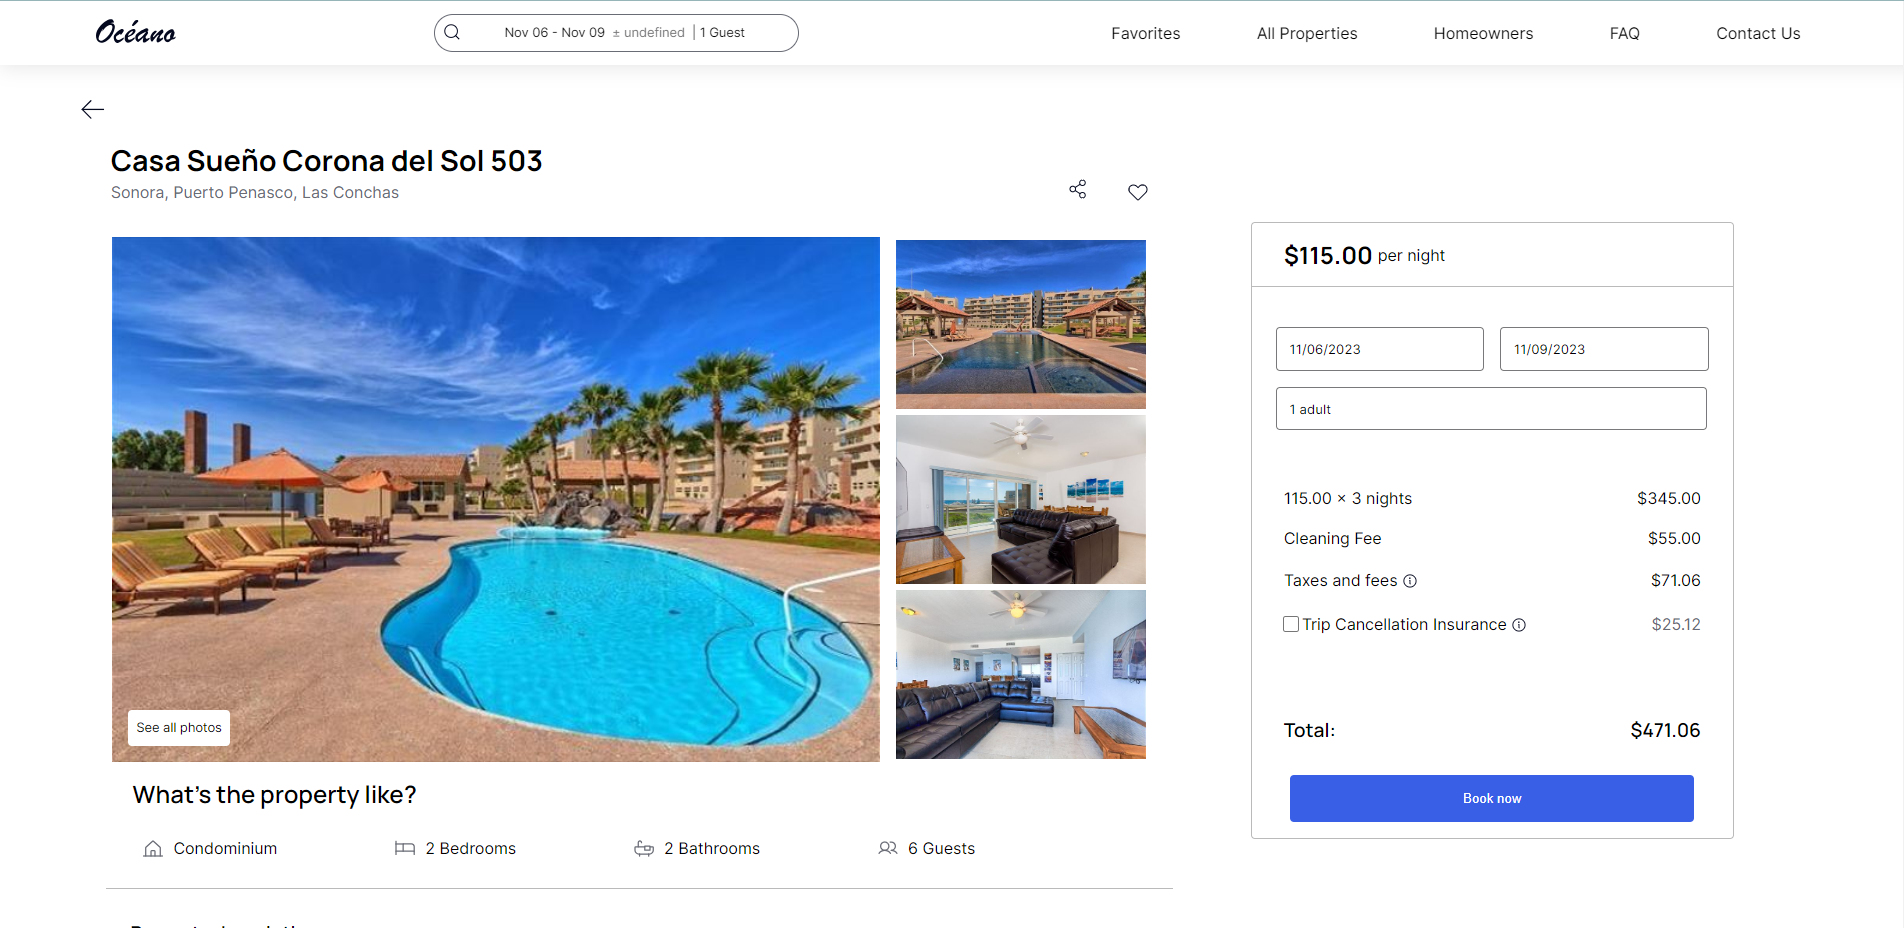 Océano
Nov 06 - Nov 09 ± undefined | 1 Guest
Favorites
All Properties
Homeowners
FAQ
Contact Us
Casa Sueño Corona del Sol 503
Sonora, Puerto Penasco, Las Conchas
See all photos
What's the property like?
Condominium
2 Bedrooms
2 Bathrooms
6 Guests
$115.00 per night
11/06/2023
11/09/2023
1 adult
115.00 × 3 nights $345.00
Cleaning Fee $55.00
Taxes and fees $71.06
Trip Cancellation Insurance $25.12
Total: $471.06
Book now